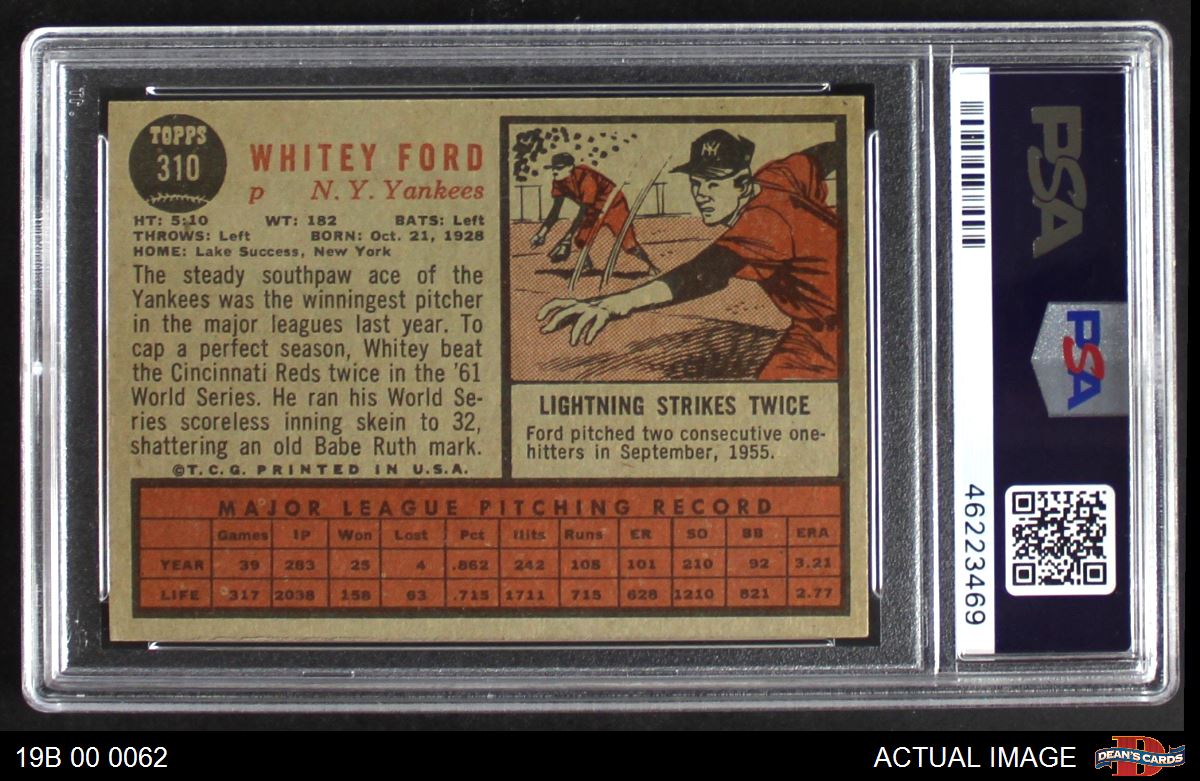 TOPPS
310
WHITEY FORD
p N. Y. Yankees
HT: 5:10 WT: 182 BATS: Left
THROWS: Left BORN: Oct. 21, 1928
HOME: Lake Success, New York
The steady southpaw ace of the
Yankees was the winningest pitcher
in the major leagues last year. To
cap a perfect season, Whitey beat
the Cincinnati Reds twice in the '61
World Series. He ran his World Se-
ries scoreless inning skein to 32,
shattering an old Babe Ruth mark.
©T.C.G. PRINTED IN U.S.A.
NY
LIGHTNING STRIKES TWICE
Ford pitched two consecutive one-
hitters in September, 1955.
MAJOR LEAGUE PITCHING RECORD
Games IP Won Lost Pct Hits Runs ER SO BB ERA
YEAR 39 283 25 4 .862 242 108 101 210 92 3.21
LIFE 317 2038 158 63 .715 1711 715 628 1210 821 2.77
PSA
PSA
46223469
19B 00 0062
ACTUAL IMAGE
DEAN'S CARDS